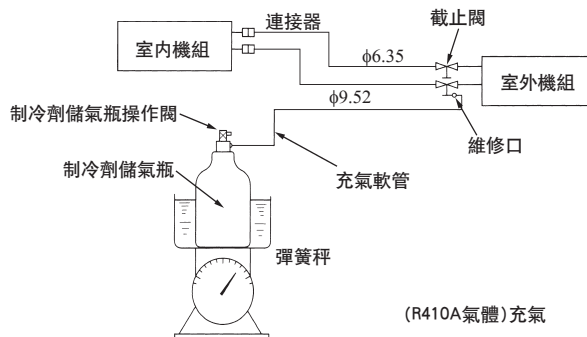 連接器
截止閥
室内機組
φ6.35
室外機組
φ9.52
制冷劑儲氣瓶操作閥
維修口
制冷劑儲氣瓶
充氣軟管
彈簧秤
(R410A氣體)充氣